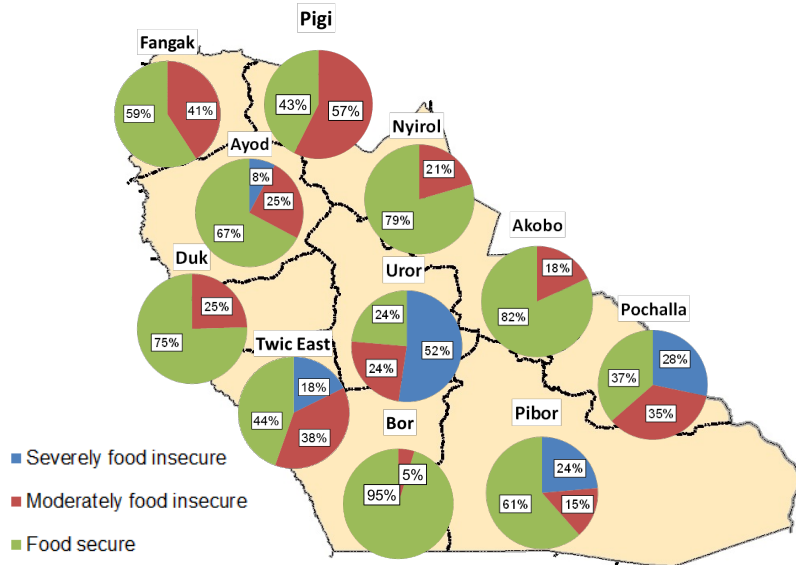 Pigi
43%
57%
Fangak
59%
41%
Ayod
8%
25%
67%
Nyirol
21%
79%
Akobo
18%
82%
Duk
25%
75%
Uror
24%
52%
24%
Pochalla
28%
37%
35%
Twic East
18%
44%
38%
Bor
5%
95%
Pibor
24%
15%
61%
Severely food insecure
Moderately food insecure
Food secure